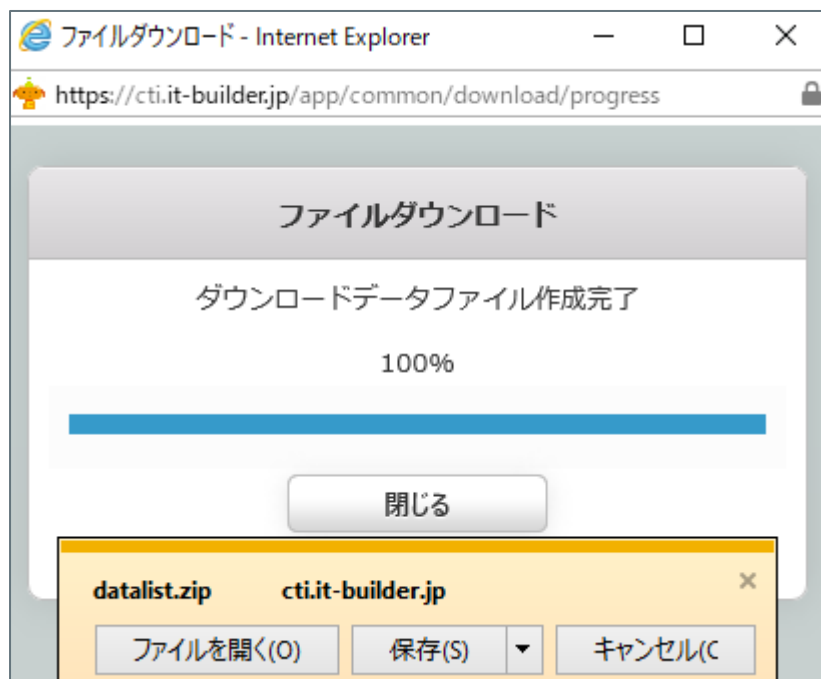 ファイルダウンロード - Internet Explorer
https://cti.it-builder.jp/app/common/download/progress
ファイルダウンロード
ダウンロードデータファイル作成完了
100%
閉じる
datalist.zip cti.it-builder.jp
ファイルを開く(O) 保存(S) キャンセル(C